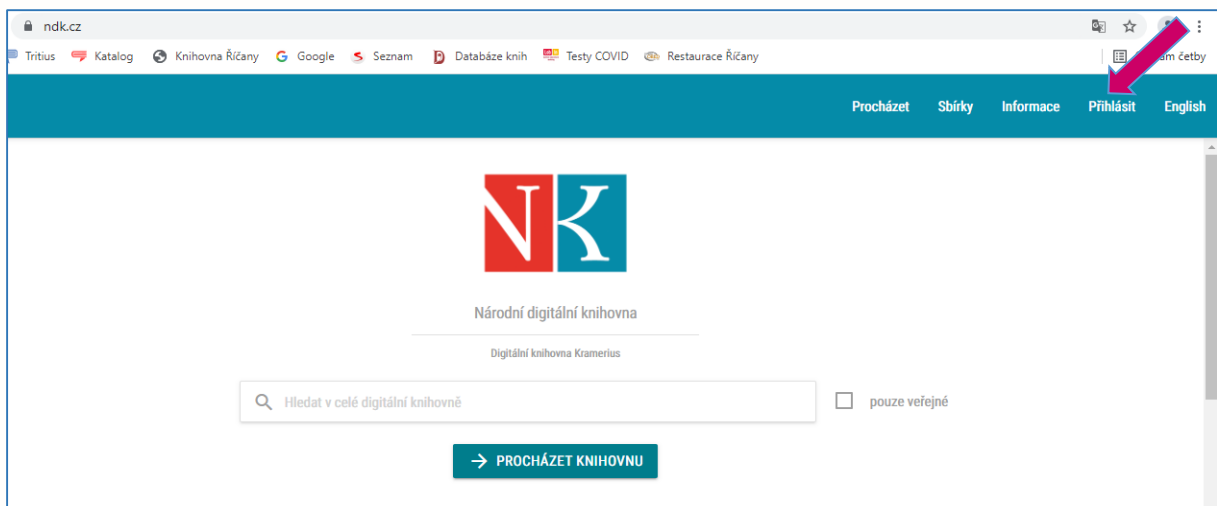 ndk.cz
Tritius Katalog Knihovna Říčany Google Seznam Databáze knih Testy COVID Restaurace Říčany četby
Procházet Sbírky Informace Přihlásit English
NK
Národní digitální knihovna
Digitální knihovna Kramerius
Hledat v celé digitální knihovně pouze veřejné
→ PROCHÁZET KNIHOVNU